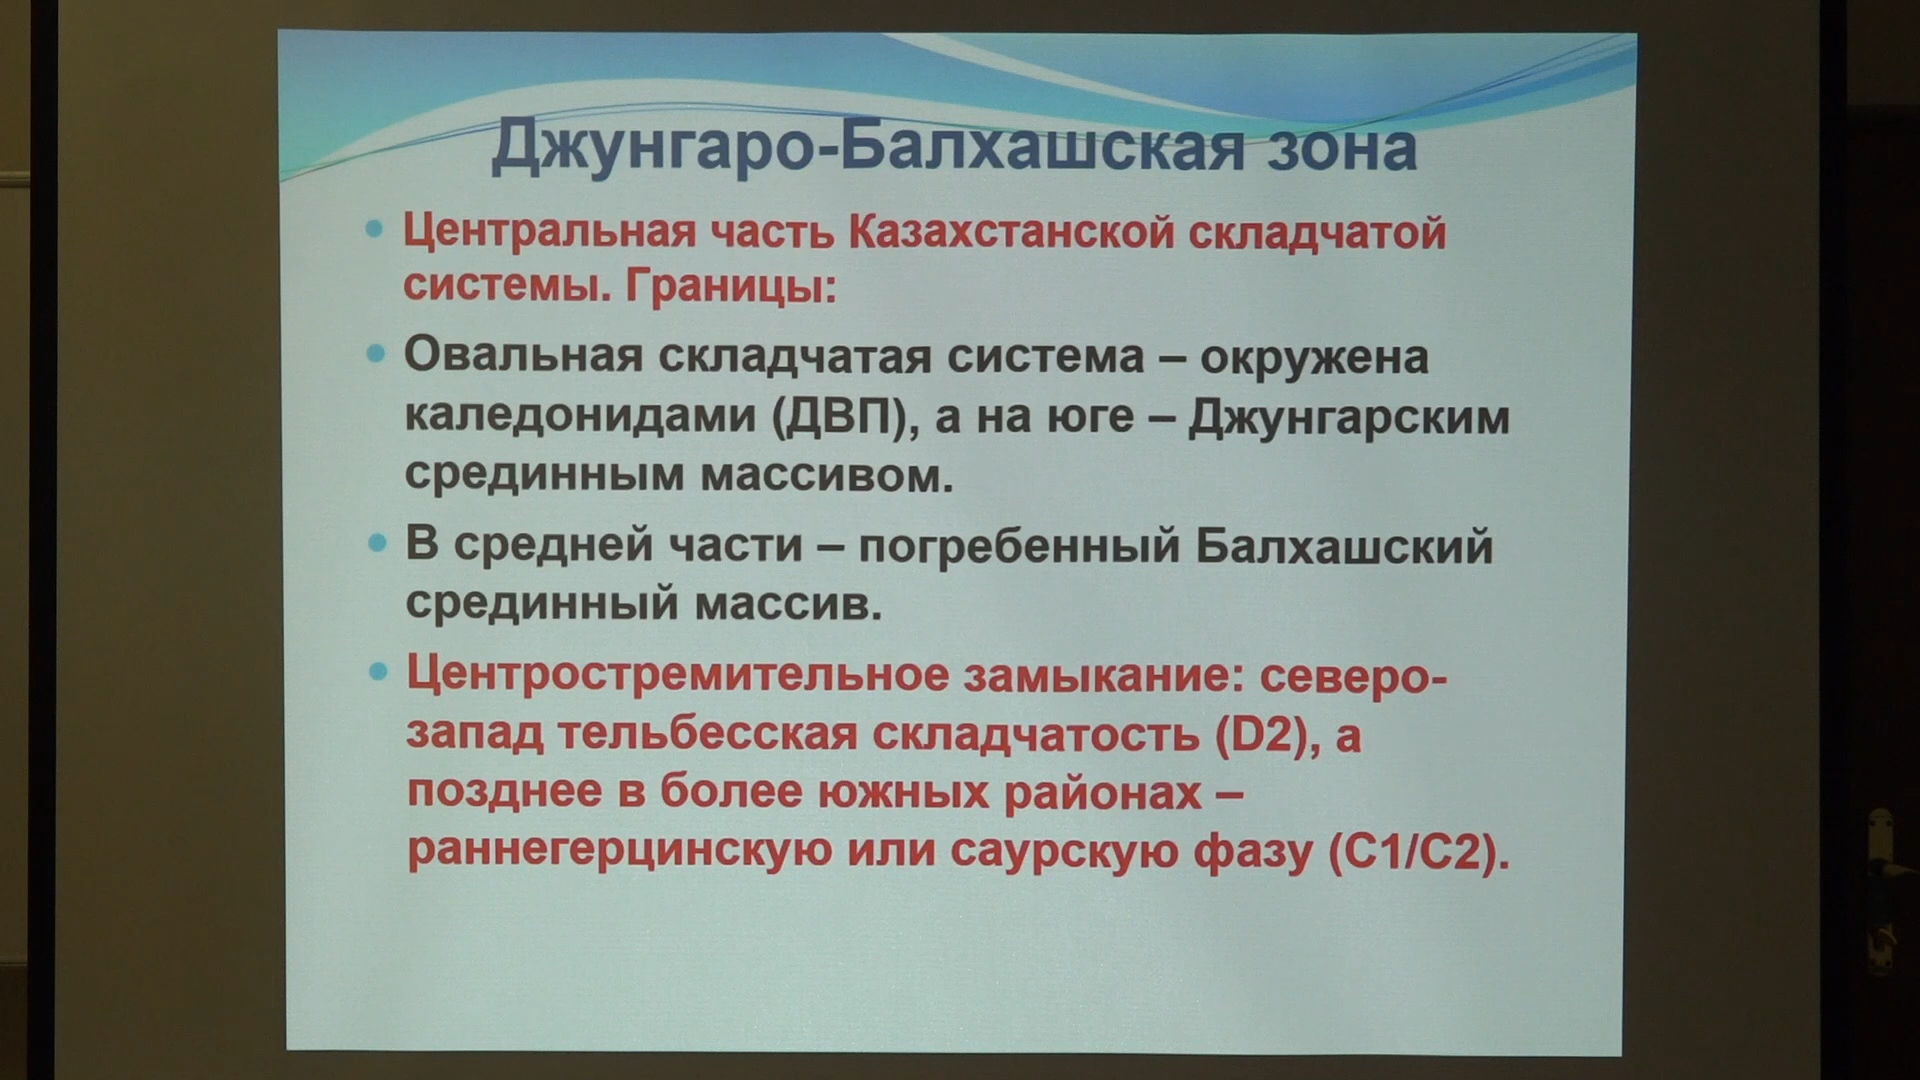 Джунгаро-Балхашская зона
• Центральная часть Казахстанской складчатой
системы. Границы:
• Овальная складчатая система – окружена
каледонидами (ДВП), а на юге – Джунгарским
срединным массивом.
• В средней части – погребенный Балхашский
срединный массив.
• Центростремительное замыкание: северо-
запад тельбесская складчатость (D2), а
позднее в более южных районах –
раннегерцинскую или саурскую фазу (С1/С2).